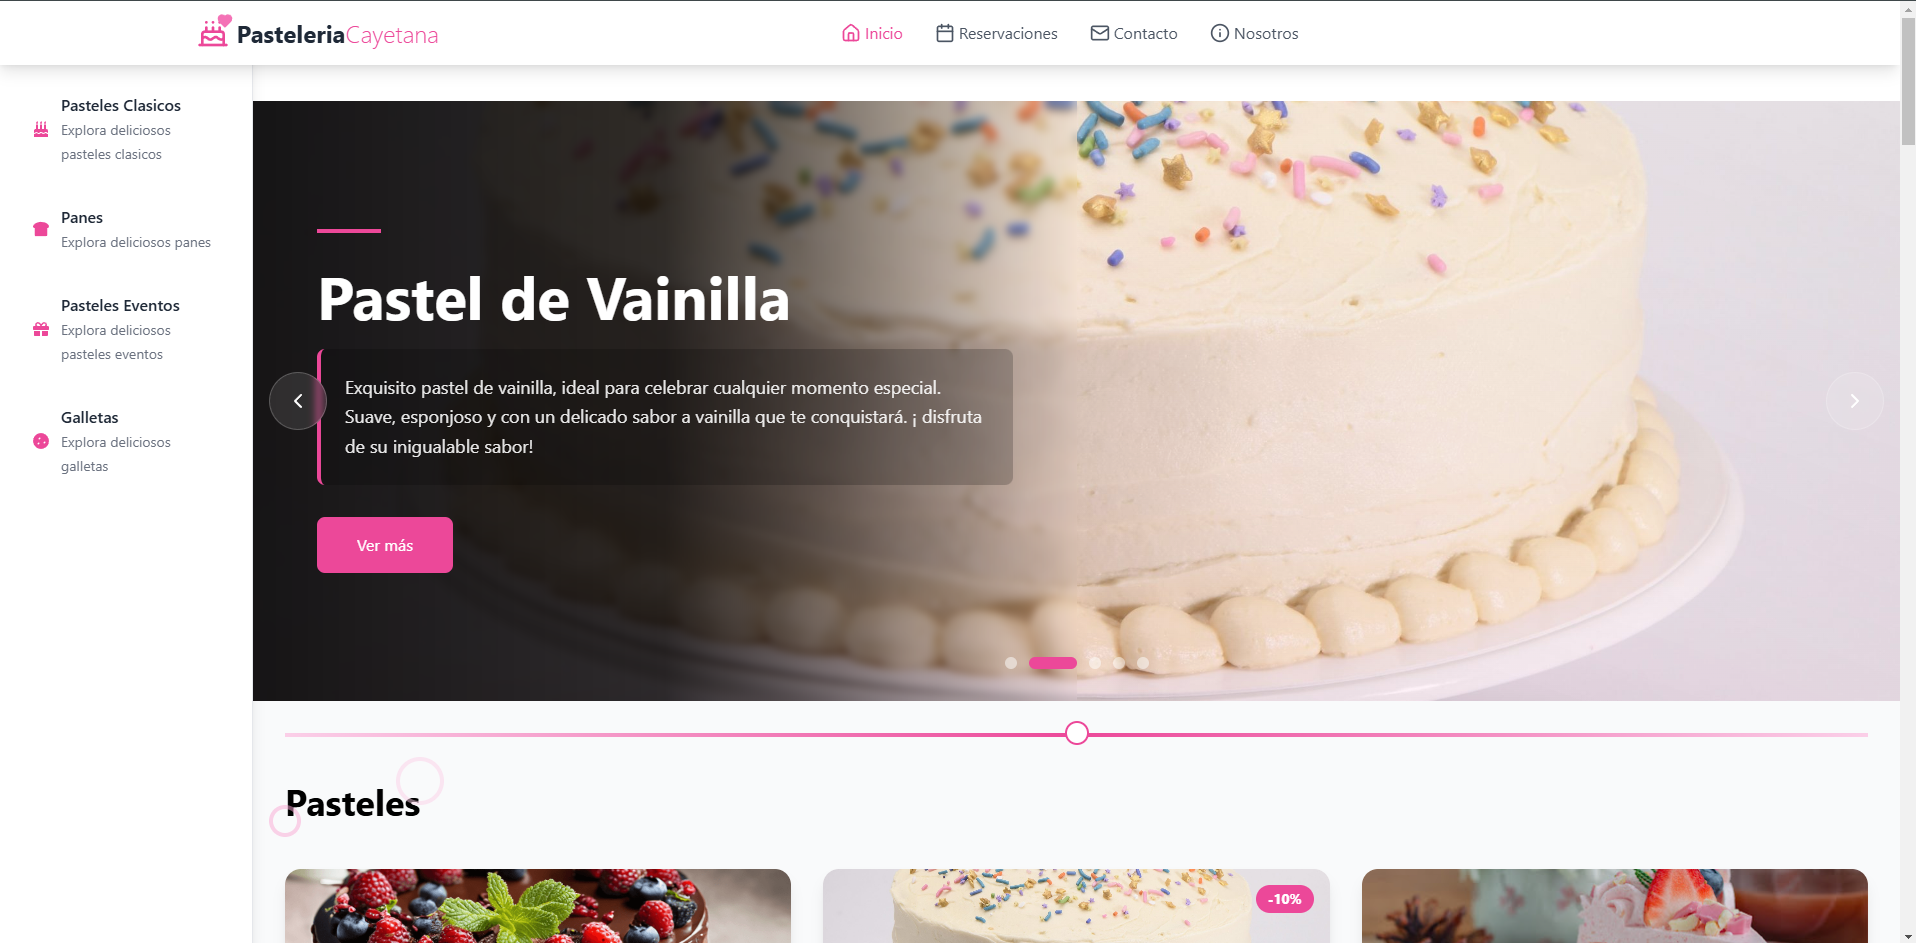 PasteleriaCayetana
Inicio
Reservaciones
Contacto
Nosotros
Pasteles Clasicos
Explora deliciosos
pasteles clasicos
Panes
Explora deliciosos panes
Pasteles Eventos
Explora deliciosos
pasteles eventos
Galletas
Explora deliciosos
galletas
Pastel de Vainilla
Exquisito pastel de vainilla, ideal para celebrar cualquier momento especial.
Suave, esponjoso y con un delicado sabor a vainilla que te conquistará. ¡ disfruta
de su inigualable sabor!
Ver más
Pasteles
-10%